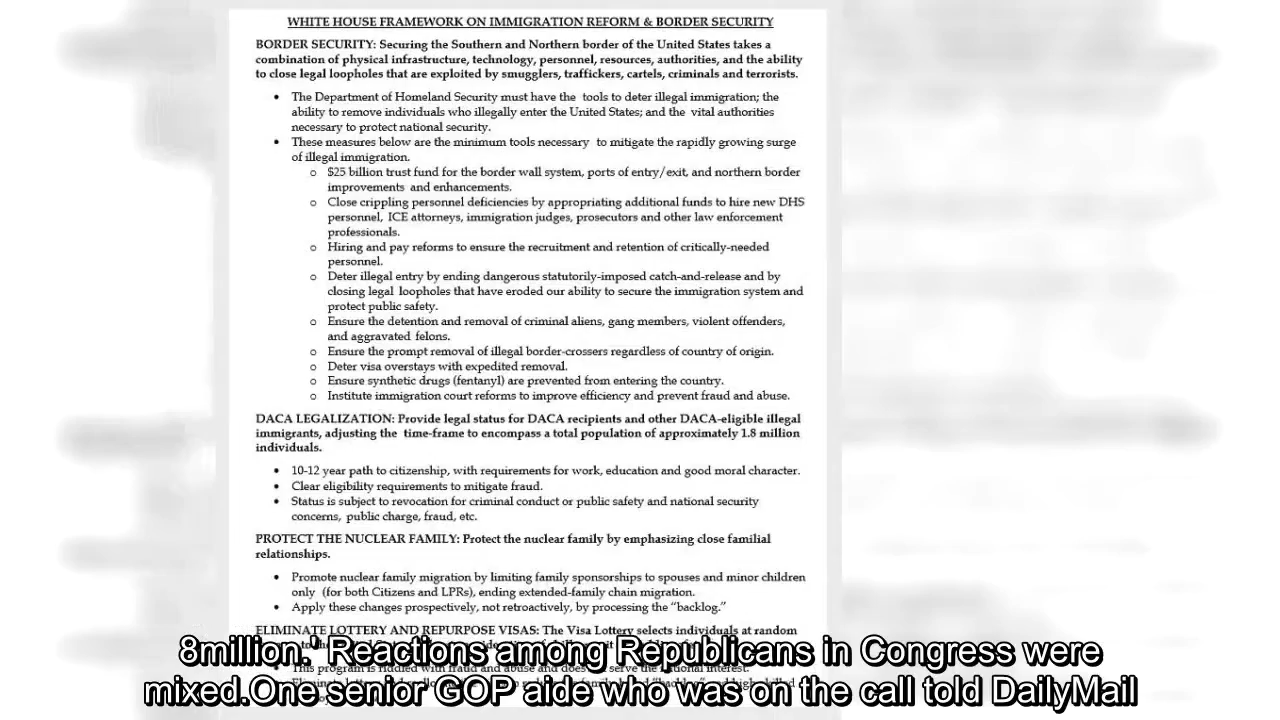 WHITE HOUSE FRAMEWORK ON IMMIGRATION REFORM & BORDER SECURITY
BORDER SECURITY: Securing the Southern and Northern border of the United States takes a
combination of physical infrastructure, technology, personnel, resources, authorities, and the ability
to close legal loopholes that are exploited by smugglers, traffickers, cartels, criminals and terrorists.
• The Department of Homeland Security must have the tools to deter illegal immigration; the
ability to remove individuals who illegally enter the United States; and the vital authorities
necessary to protect national security.
• These measures below are the minimum tools necessary to mitigate the rapidly growing surge
of illegal immigration.
o $25 billion trust fund for the border wall system, ports of entry/exit, and northern border
improvements and enhancements.
o Close crippling personnel deficiencies by appropriating additional funds to hire new DHS
personnel, ICE attorneys, immigration judges, prosecutors and other law enforcement
professionals.
o Hiring and pay reforms to ensure the recruitment and retention of critically-needed
personnel.
o Deter illegal entry by ending dangerous statutorily-imposed catch-and-release and by
closing legal loopholes that have eroded our ability to secure the immigration system and
protect public safety.
o Ensure the detention and removal of criminal aliens, gang members, violent offenders,
and aggravated felons.
o Ensure the prompt removal of illegal border-crossers regardless of country of origin.
o Deter visa overstays with expedited removal.
o Ensure synthetic drugs (fentanyl) are prevented from entering the country.
o Institute immigration court reforms to improve efficiency and prevent fraud and abuse.
DACA LEGALIZATION: Provide legal status for DACA recipients and other DACA-eligible illegal
immigrants, adjusting the time-frame to encompass a total population of approximately 1.8 million
individuals.
• 10-12 year path to citizenship, with requirements for work, education and good moral character.
• Clear eligibility requirements to mitigate fraud.
• Status is subject to revocation for criminal conduct or public safety and national security
concerns, public charge, fraud, etc.
PROTECT THE NUCLEAR FAMILY: Protect the nuclear family by emphasizing close familial
relationships.
• Promote nuclear family migration by limiting family sponsorships to spouses and minor children
only (for both Citizens and LPRs), ending extended-family chain migration.
• Apply these changes prospectively, not retroactively, by processing the "backlog."
ELIMINATE LOTTERY AND REPURPOSE VISAS: The Visa Lottery selects individuals at random
8million.' Reactions among Republicans in Congress were
mixed.One senior GOP aide who was on the call told DailyMail